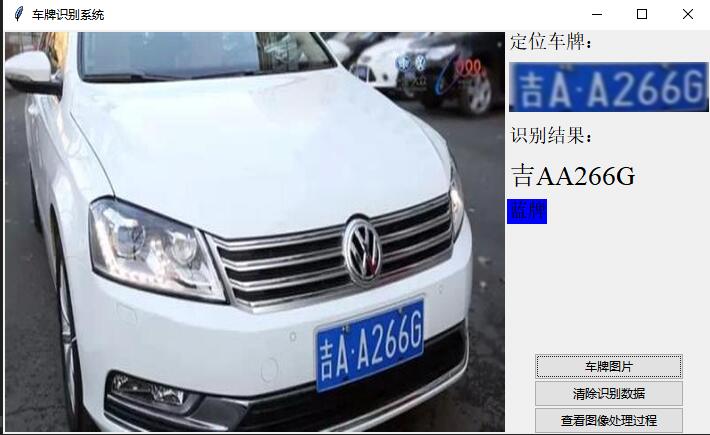 车牌识别系统
定位车牌：
吉A·A266G
识别结果：
吉AA266G
蓝牌
吉A·A266G
车牌图片
清除识别数据
查看图像处理过程